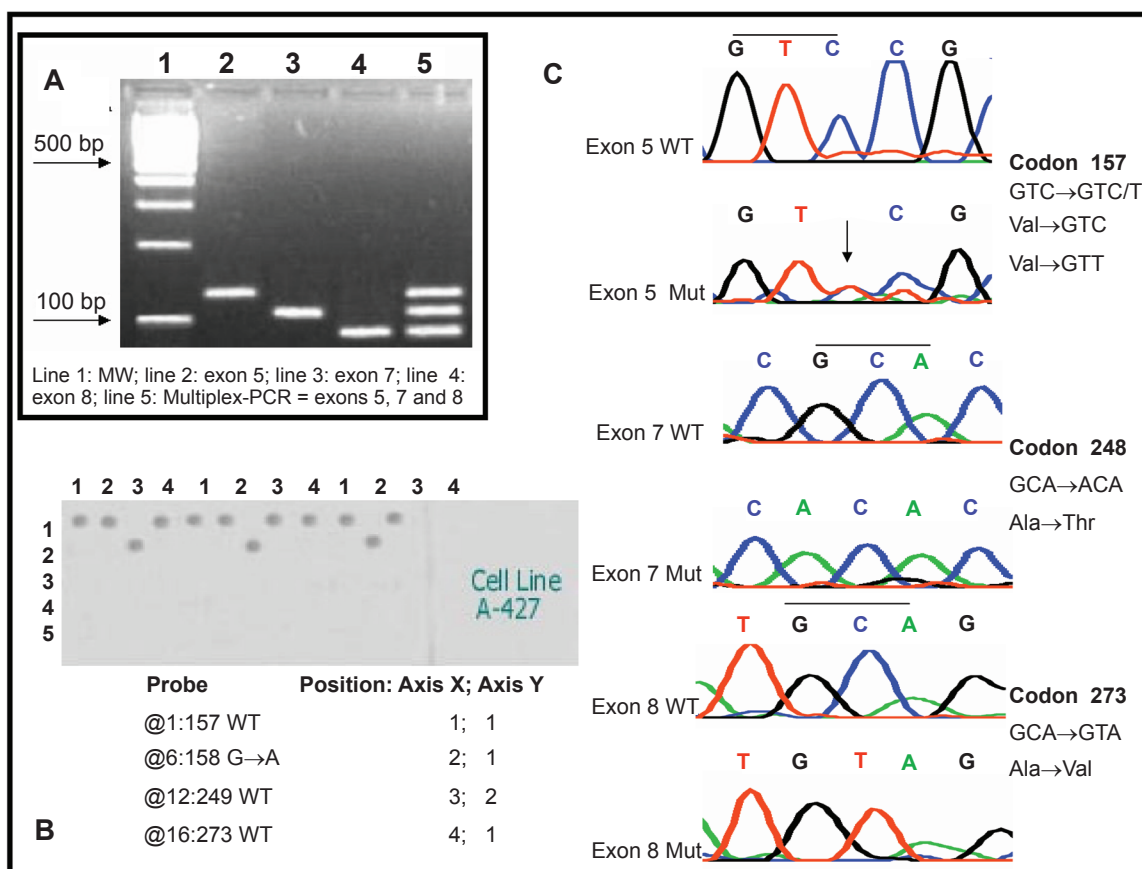 A
1 2 3 4 5
500 bp
100 bp
Line 1: MW; line 2: exon 5; line 3: exon 7; line 4:
exon 8; line 5: Multiplex-PCR = exons 5, 7 and 8
1 2 3 4 1 2 3 4 1 2 3 4
1
2
3
4
5
Cell Line
A-427
Probe Position: Axis X; Axis Y
@1:157 WT 1; 1
@6:158 G→A 2; 1
@12:249 WT 3; 2
@16:273 WT 4; 1
B
C
G T C C G
Exon 5 WT
Codon 157
GTC→GTC/T
Val→GTC
Val→GTT
G T C G
Exon 5 Mut
C G C A C
Exon 7 WT
Codon 248
GCA→ACA
Ala→Thr
C A C A C
Exon 7 Mut
T G C A G
Exon 8 WT
Codon 273
GCA→GTA
Ala→Val
T G T A G
Exon 8 Mut